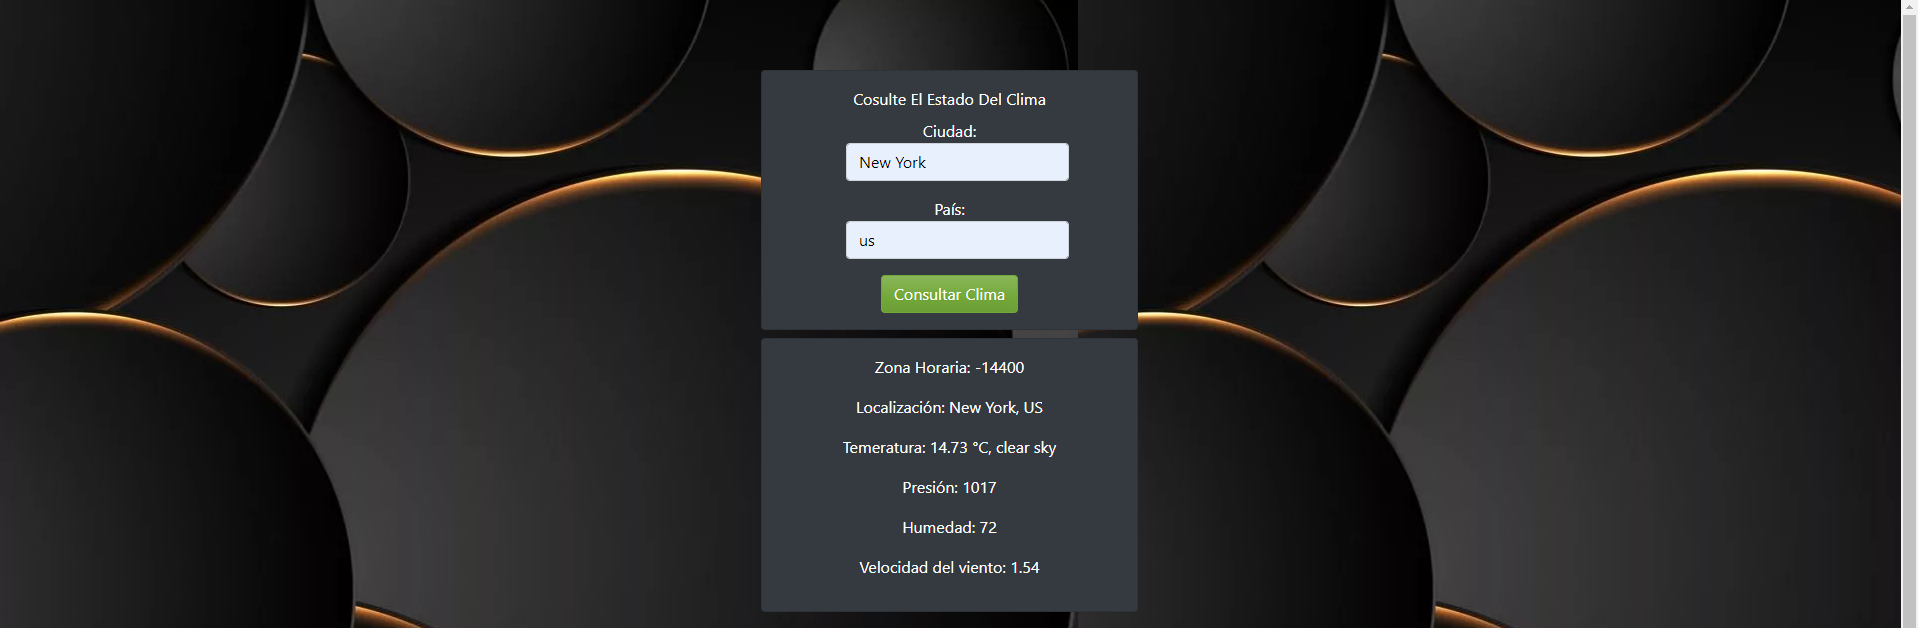 Cosulte El Estado Del Clima
Ciudad:
New York
País:
us
Consultar Clima
Zona Horaria: -14400
Localización: New York, US
Temeratura: 14.73 °C, clear sky
Presión: 1017
Humedad: 72
Velocidad del viento: 1.54